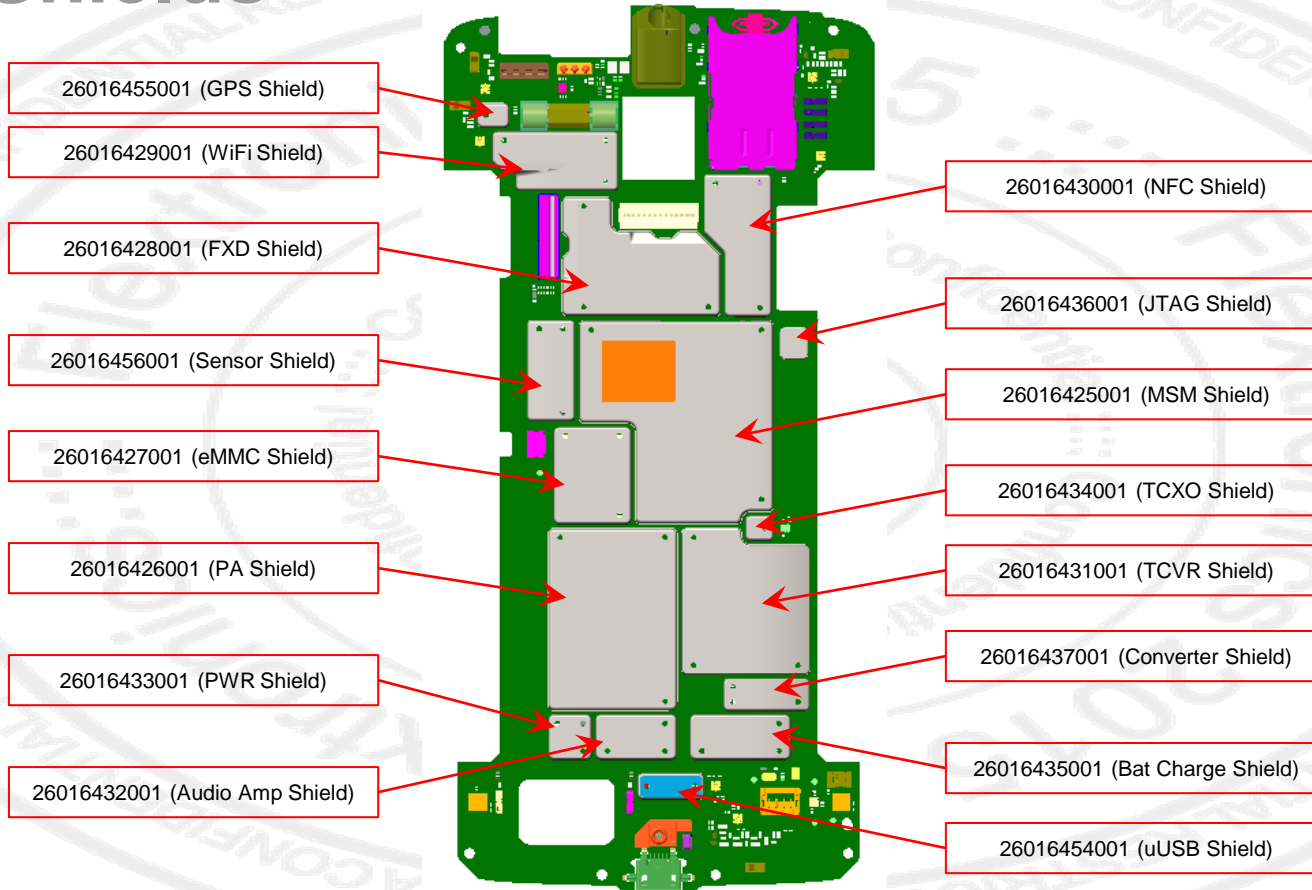 Shields
26016455001 (GPS Shield)
26016429001 (WiFi Shield)
26016428001 (FXD Shield)
26016456001 (Sensor Shield)
26016427001 (eMMC Shield)
26016426001 (PA Shield)
26016433001 (PWR Shield)
26016432001 (Audio Amp Shield)
26016430001 (NFC Shield)
26016436001 (JTAG Shield)
26016425001 (MSM Shield)
26016434001 (TCXO Shield)
26016431001 (TCVR Shield)
26016437001 (Converter Shield)
26016435001 (Bat Charge Shield)
26016454001 (uUSB Shield)